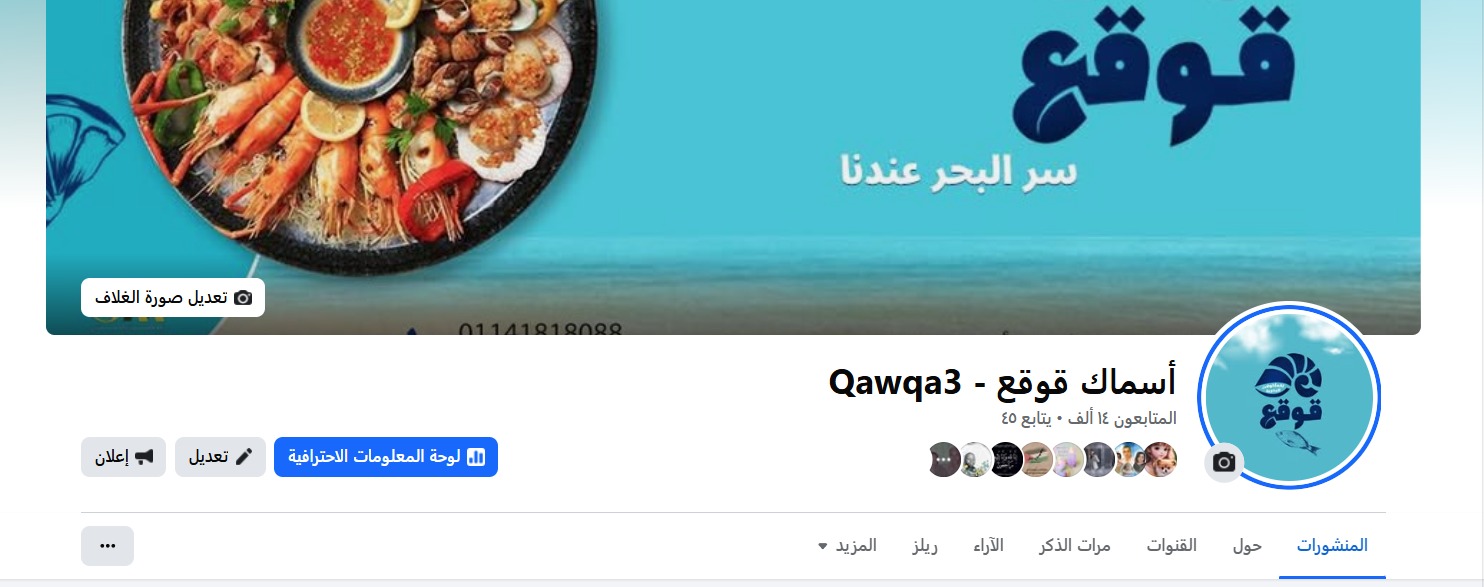 قوقع
سر البحر عندنا
تعديل صورة الغلاف
01141818088
أسماك قوقع - Qawqa3
المتابعون ١٤ ألف • يتابع ٤٥
قوقع
لوحة المعلومات الاحترافية
تعديل
إعلان
المنشورات
حول
القنوات
مرات الذكر
الآراء
ريلز
المزيد